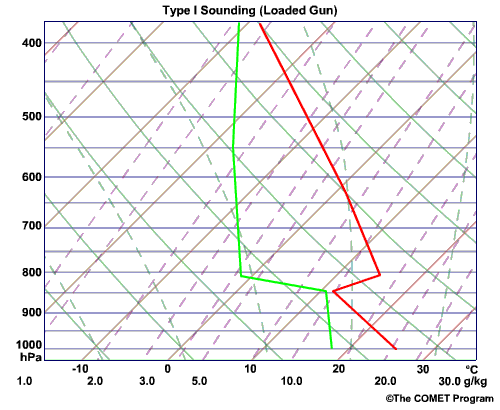 Type I Sounding (Loaded Gun)
400
500
600
700
800
900
1000
hPa
-10 0 10 20 30 °C
1.0 2.0 3.0 5.0 10.0 20.0 30.0 g/kg
©The COMET Program